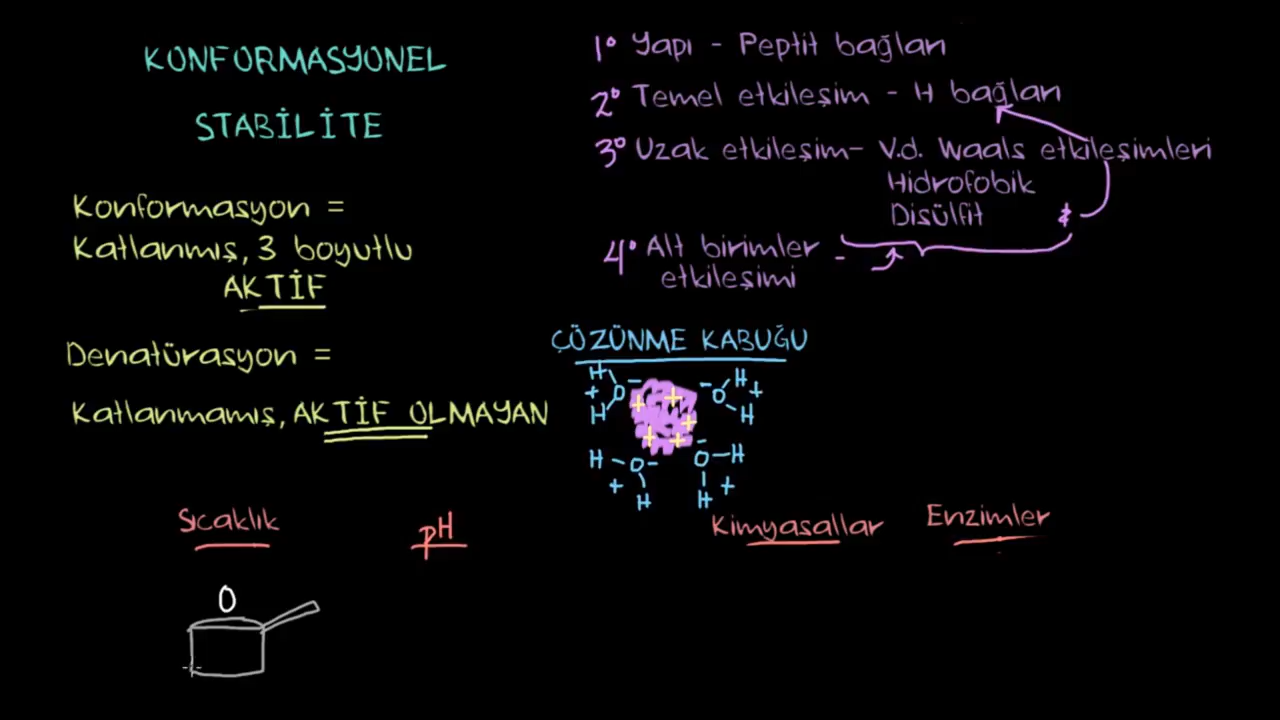 KONFORMASYONEL
STABİLİTE
Konformasyon =
Katlanmış, 3 boyutlu
AKTİF
Denatürasyon =
Katlanmamış, AKTİF OLMAYAN
1° Yapı - Peptit bağları
2° Temel etkileşim - H bağları
3° Uzak etkileşim- V.d. Waals etkileşimleri
Hidrofobik
Disülfit
4° Alt birimler -
etkileşimi
ÇÖZÜNME KABUĞU
H - - H
+ O + + O +
H + H
+ + -
H O - O H
+ H H +
Sıcaklık
pH
Kimyasallar
Enzimler